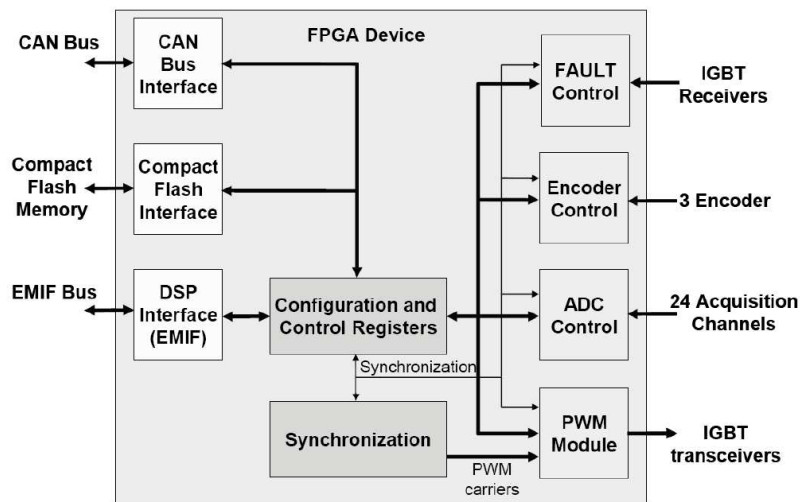 FPGA Device
CAN Bus
CAN
Bus
Interface
FAULT
Control
IGBT
Receivers
Compact
Flash
Memory
Compact
Flash
Interface
Encoder
Control
3 Encoder
EMIF Bus
DSP
Interface
(EMIF)
Configuration and
Control Registers
ADC
Control
24 Acquisition
Channels
Synchronization
Synchronization
PWM
carriers
PWM
Module
IGBT
transceivers